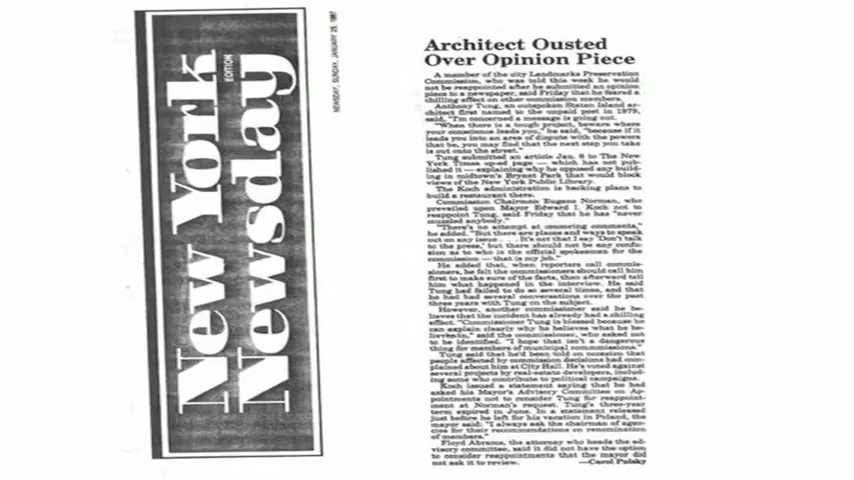 New York
Newsday
EDITION
NEWSDAY, SUNDAY, JANUARY 25, 1987
Architect Ousted
Over Opinion Piece
A member of the city Landmarks Preservation
Commission, who was told this week he would
not be reappointed after he submitted an opinion
piece to a newspaper, said Friday that he feared a
chilling effect on other commission members.
Anthony Tung, an outspoken Staten Island ar-
chitect first named to the unpaid post in 1979,
said, "I'm concerned a message is going out.
"When there is a tough project, beware where
your conscience leads you," he said, "because if it
leads you into an area of dispute with the powers
that be, you may find that the next step you take
is out onto the street."
Tung submitted an article Jan. 8 to The New
York Times op-ed page — which has not pub-
lished it — explaining why he opposed any build-
ing in midtown's Bryant Park that would block
views of the New York Public Library.
The Koch administration is backing plans to
build a restaurant there.
Commission Chairman Eugene Norman, who
prevailed upon Mayor Edward I. Koch not to
reappoint Tung, said Friday that he has "never
muzzled anybody."
"There's no attempt at censoring comments,"
he added. "But there are places and ways to speak
out on any issue . . . It's not that I say 'Don't talk
to the press,' but there should not be any confu-
sion as to who is the official spokesman for the
commission — that is my job."
He added that, when reporters call commis-
sioners, he felt the commissioners should call him
first to make sure of the facts, then afterward tell
him what happened in the interview. He said
Tung had failed to do so several times, and that
he had had several conversations over the past
three years with Tung on the subject.
However, another commissioner said he be-
lieves that the incident has already had a chilling
effect. "Commissioner Tung is blessed because he
can explain clearly why he believes what he be-
lieves," said the commissioner, who asked not
to be identified. "I hope that isn't a dangerous
thing for members of municipal commissions."
Tung said that he'd been told on occasion that
people affected by commission decisions had com-
plained about him at City Hall. He's voted against
several projects by real-estate developers, includ-
ing some who contribute to political campaigns.
Koch issued a statement saying that he had
asked his Mayor's Advisory Committee on Ap-
pointments not to consider Tung for reappoint-
ment at Norman's request. Tung's three-year
term expired in June. In a statement released
just before he left for his vacation in Poland, the
mayor said: "I always ask the chairman of agen-
cies for their recommendations on renomination
of members."
Floyd Abrams, the attorney who heads the ad-
visory committee, said it did not have the option
to consider reappointments that the mayor did
not ask it to review. —Carol Polsky